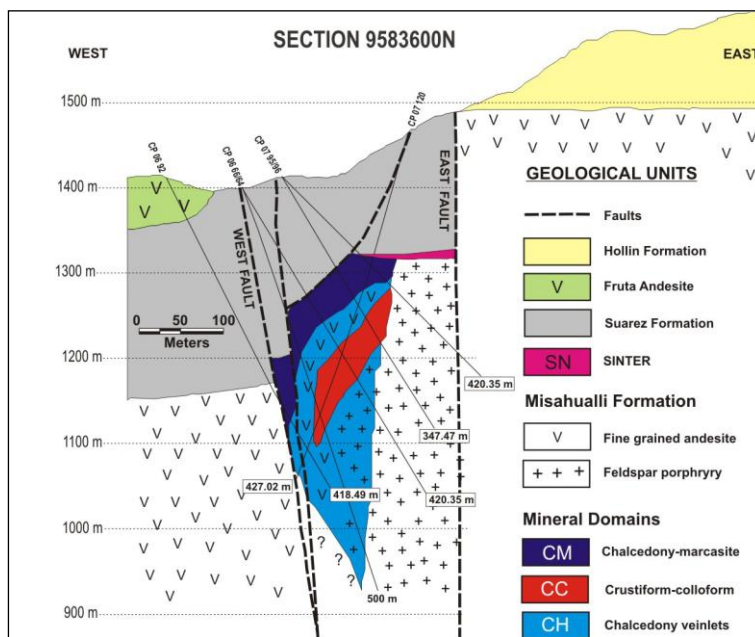 SECTION 9583600N
WEST
EAST
1500 m
1400 m
1300 m
1200 m
1100 m
1000 m
900 m
CP 06 92
CP 06 66/64
CP 07 95/96
CP 07 120
V
V
V V
WEST FAULT
EAST FAULT
0 50 100
Meters
420.35 m
347.47 m
427.02 m
418.49 m
420.35 m
?
?
?
500 m
GEOLOGICAL UNITS
Faults
Hollin Formation
V Fruta Andesite
Suarez Formation
SN SINTER
Misahualli Formation
V Fine grained andesite
+ + + Feldspar porphryry
Mineral Domains
CM Chalcedony-marcasite
CC Crustiform-colloform
CH Chalcedony veinlets